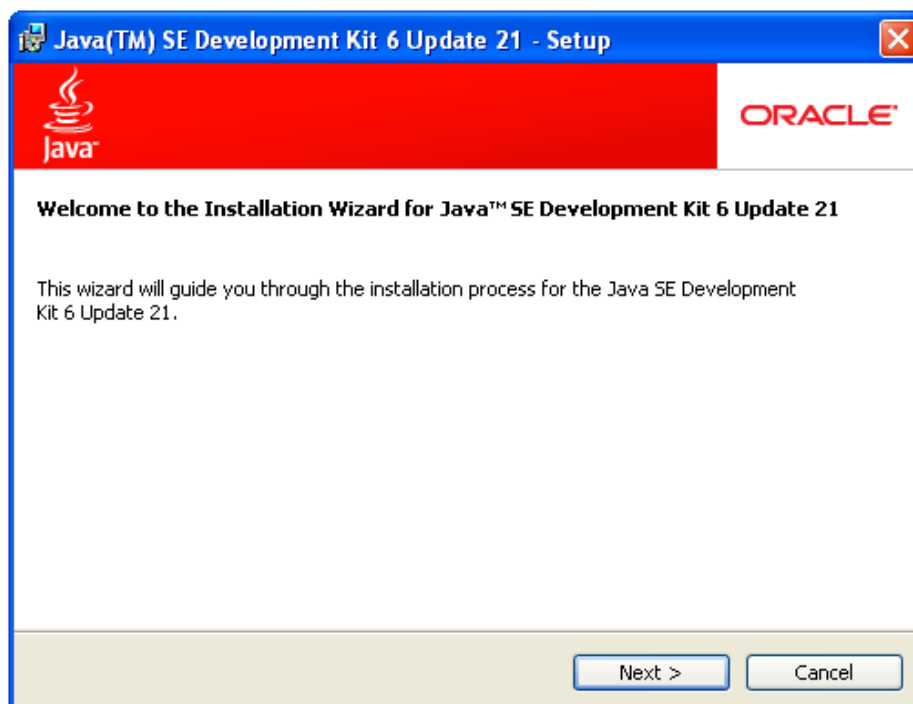 Java(TM) SE Development Kit 6 Update 21 - Setup
Java™
ORACLE®
Welcome to the Installation Wizard for Java™ SE Development Kit 6 Update 21
This wizard will guide you through the installation process for the Java SE Development
Kit 6 Update 21.
Next >
Cancel